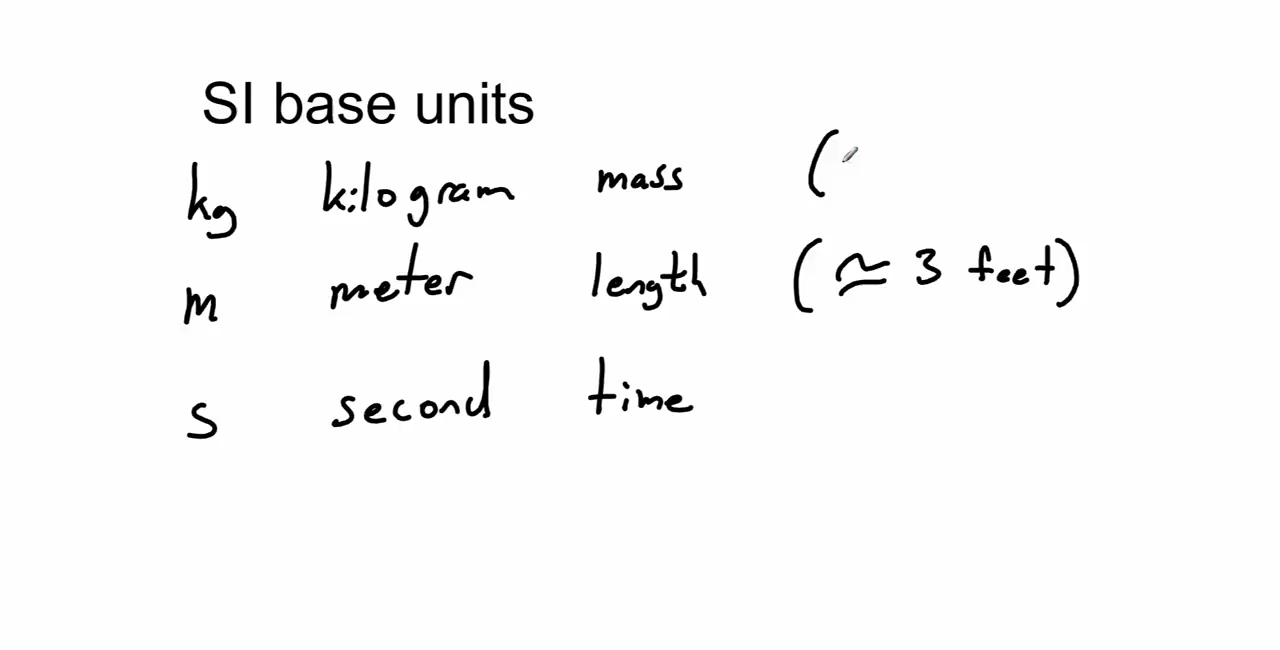 SI base units
kg kilogram mass (
m meter length (≃ 3 feet)
s second time